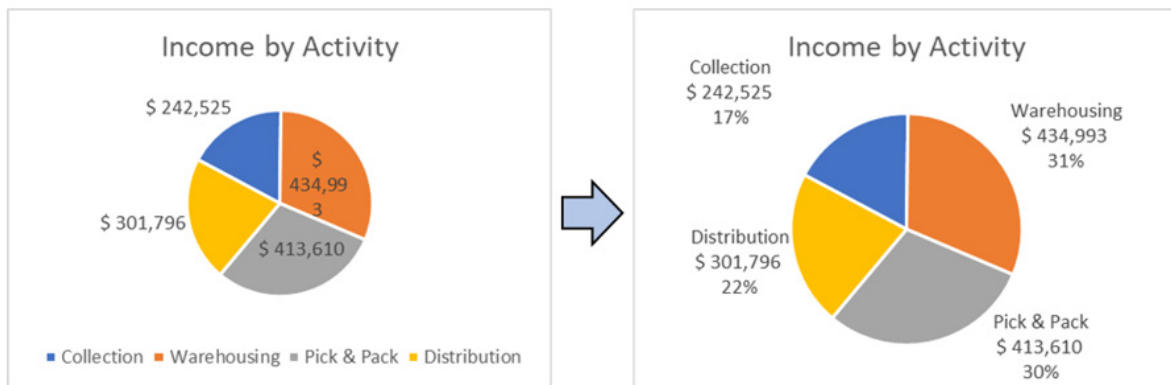 Income by Activity
$ 242,525
$
434,99
3
$ 301,796
$ 413,610
Collection Warehousing Pick & Pack Distribution
Income by Activity
Collection
$ 242,525
17%
Warehousing
$ 434,993
31%
Distribution
$ 301,796
22%
Pick & Pack
$ 413,610
30%